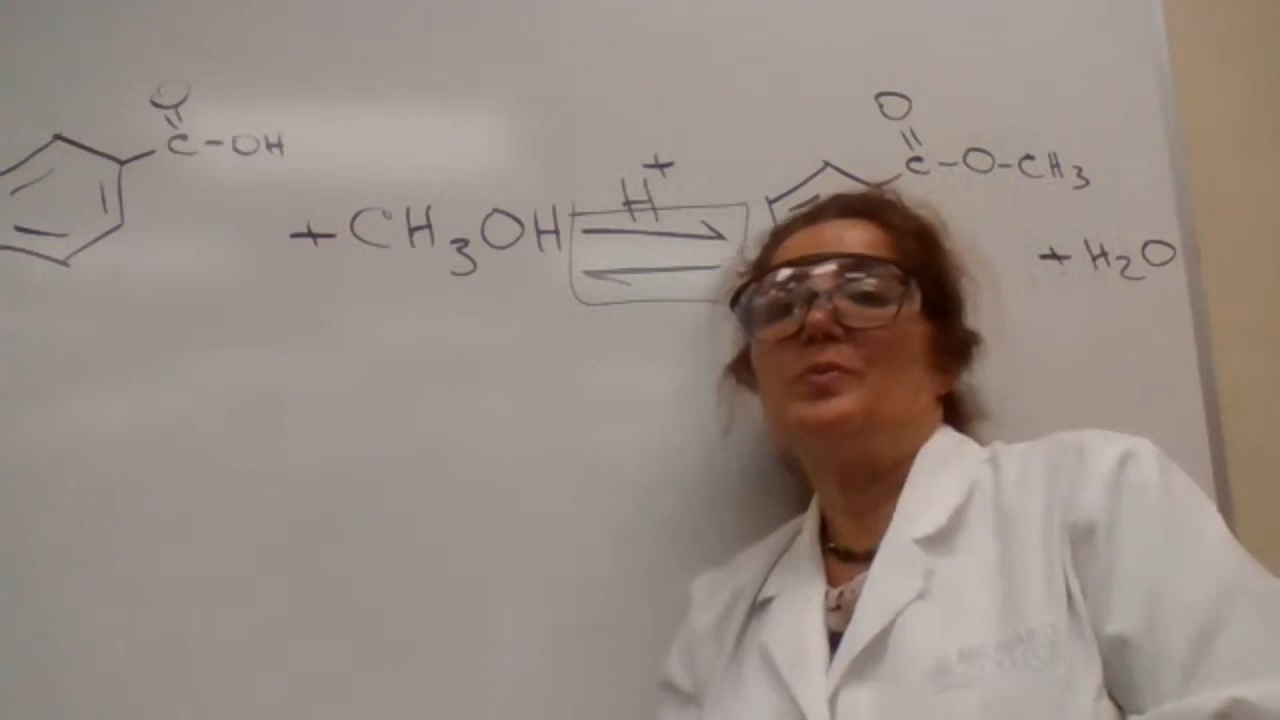 O
C-OH
+ CH3OH
H+
O
C-O-CH3
+ H2O